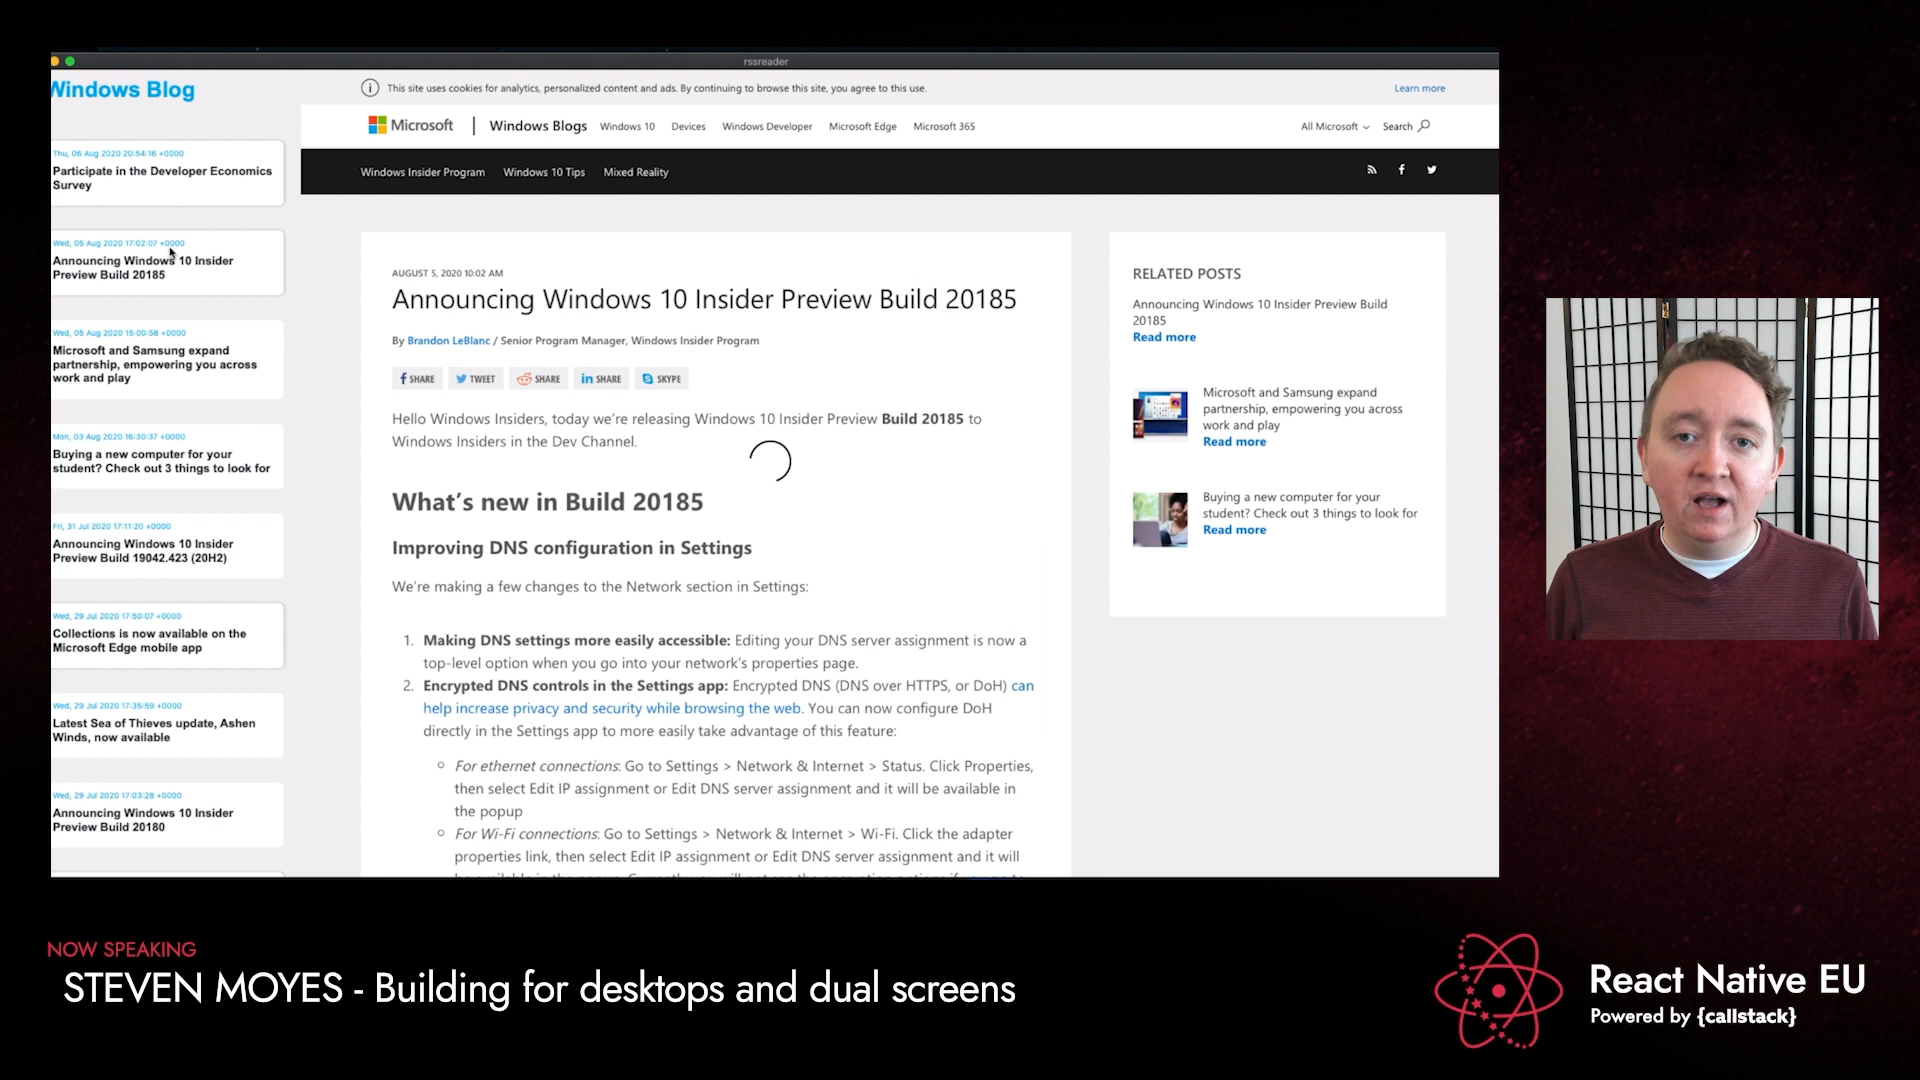 rssreader
Windows Blog
Thu, 06 Aug 2020 20:54:16 +0000
Participate in the Developer Economics
Survey
Wed, 05 Aug 2020 17:02:07 +0000
Announcing Windows 10 Insider
Preview Build 20185
Wed, 05 Aug 2020 15:00:58 +0000
Microsoft and Samsung expand
partnership, empowering you across
work and play
Mon, 03 Aug 2020 16:30:37 +0000
Buying a new computer for your
student? Check out 3 things to look for
Fri, 31 Jul 2020 17:11:20 +0000
Announcing Windows 10 Insider
Preview Build 19042.423 (20H2)
Wed, 29 Jul 2020 17:50:07 +0000
Collections is now available on the
Microsoft Edge mobile app
Wed, 29 Jul 2020 17:35:59 +0000
Latest Sea of Thieves update, Ashen
Winds, now available
Wed, 29 Jul 2020 17:03:28 +0000
Announcing Windows 10 Insider
Preview Build 20180
This site uses cookies for analytics, personalized content and ads. By continuing to browse this site, you agree to this use.
Learn more
Microsoft | Windows Blogs Windows 10 Devices Windows Developer Microsoft Edge Microsoft 365 All Microsoft Search
Windows Insider Program Windows 10 Tips Mixed Reality
AUGUST 5, 2020 10:02 AM
Announcing Windows 10 Insider Preview Build 20185
By Brandon LeBlanc / Senior Program Manager, Windows Insider Program
SHARE TWEET SHARE SHARE SKYPE
Hello Windows Insiders, today we’re releasing Windows 10 Insider Preview Build 20185 to
Windows Insiders in the Dev Channel.
What’s new in Build 20185
Improving DNS configuration in Settings
We’re making a few changes to the Network section in Settings:
1. Making DNS settings more easily accessible: Editing your DNS server assignment is now a
top-level option when you go into your network’s properties page.
2. Encrypted DNS controls in the Settings app: Encrypted DNS (DNS over HTTPS, or DoH) can
help increase privacy and security while browsing the web. You can now configure DoH
directly in the Settings app to more easily take advantage of this feature:
For ethernet connections: Go to Settings > Network & Internet > Status. Click Properties,
then select Edit IP assignment or Edit DNS server assignment and it will be available in
the popup
For Wi-Fi connections: Go to Settings > Network & Internet > Wi-Fi. Click the adapter
properties link, then select Edit IP assignment or Edit DNS server assignment and it will
RELATED POSTS
Announcing Windows 10 Insider Preview Build
20185
Read more
Microsoft and Samsung expand
partnership, empowering you across
work and play
Read more
Buying a new computer for your
student? Check out 3 things to look for
Read more
NOW SPEAKING
STEVEN MOYES - Building for desktops and dual screens
React Native EU
Powered by {callstack}